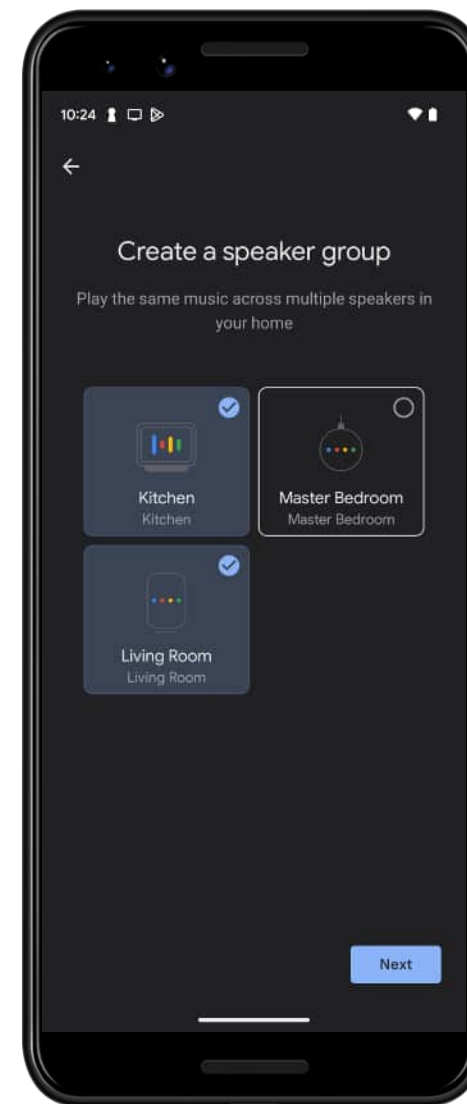 10:24
Create a speaker group
Play the same music across multiple speakers in
your home
Kitchen
Kitchen
Master Bedroom
Master Bedroom
Living Room
Living Room
Next